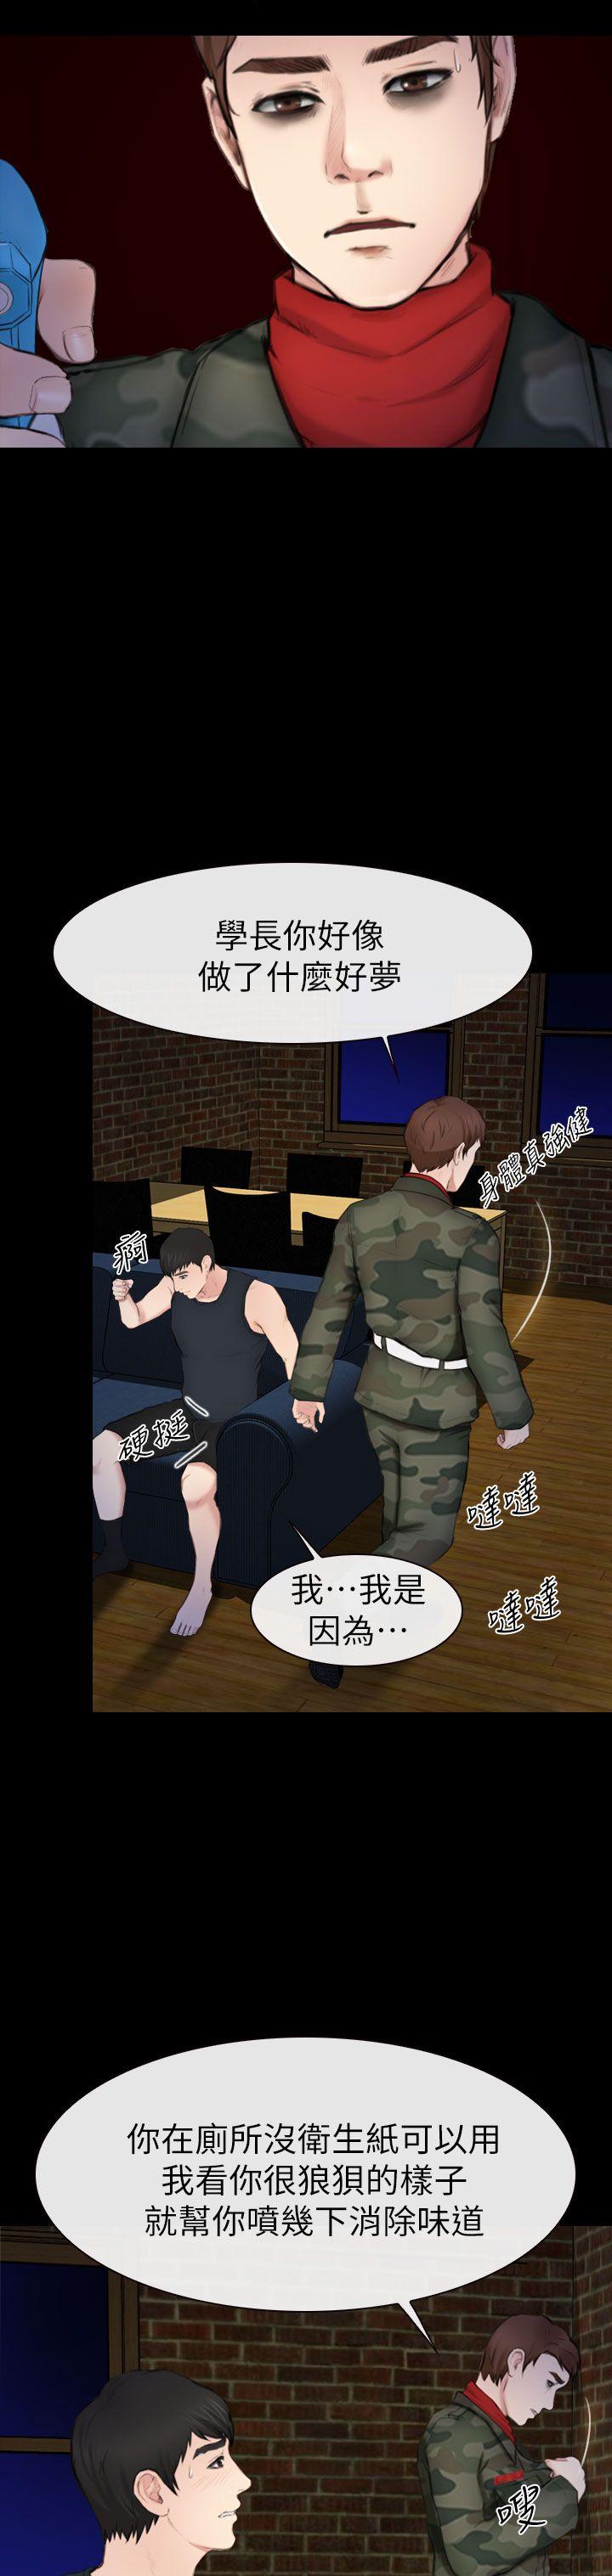 學長你好像
做了什麼好夢
身體真強健
痾
硬挺
噠噠
我…我是
因為…
噠噠
你在廁所沒衛生紙可以用
我看你很狼狽的樣子
就幫你噴幾下消除味道
嗖